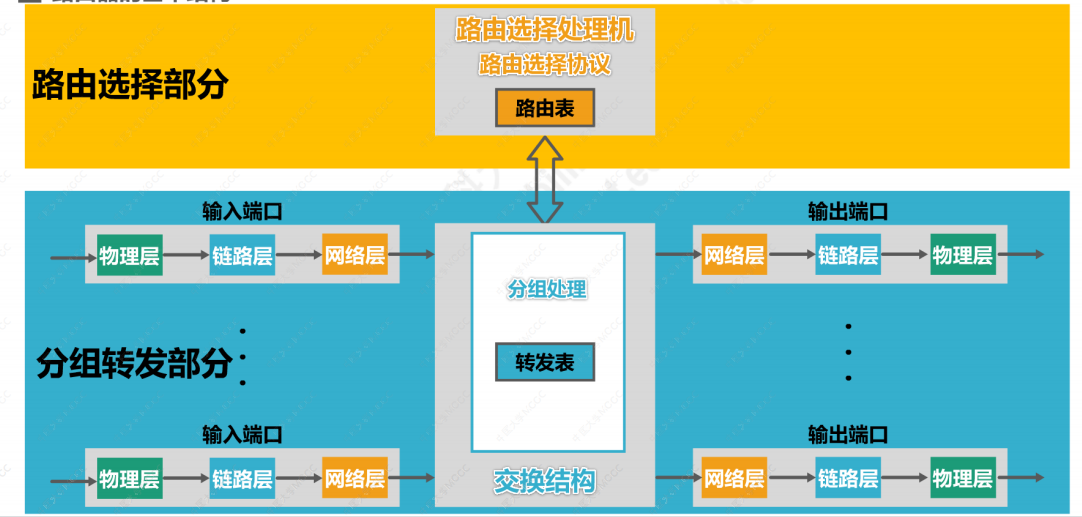 路由选择处理机
路由选择协议
路由选择部分
路由表
输入端口
输出端口
物理层
链路层
网络层
网络层
链路层
物理层
分组处理
分组转发部分
转发表
输入端口
输出端口
物理层
链路层
网络层
交换结构
网络层
链路层
物理层